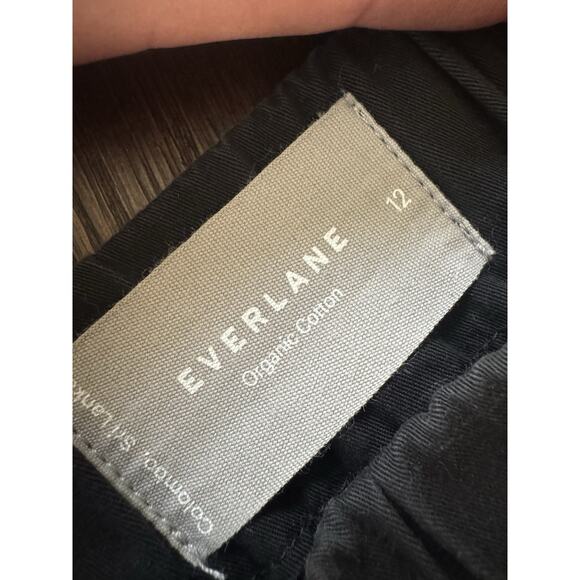 12
EVERLANE
Organic Cotton
Colombo, Sri Lanka